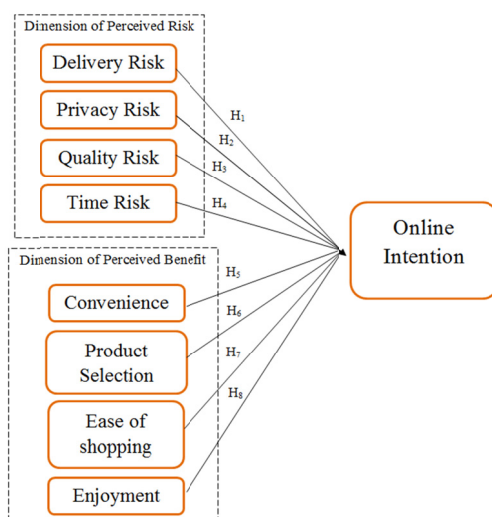 Dimension of Perceived Risk
Delivery Risk
Privacy Risk
Quality Risk
Time Risk
H1
H2
H3
H4
Online
Intention
Dimension of Perceived Benefit
Convenience
Product
Selection
Ease of
shopping
Enjoyment
H5
H6
H7
H8